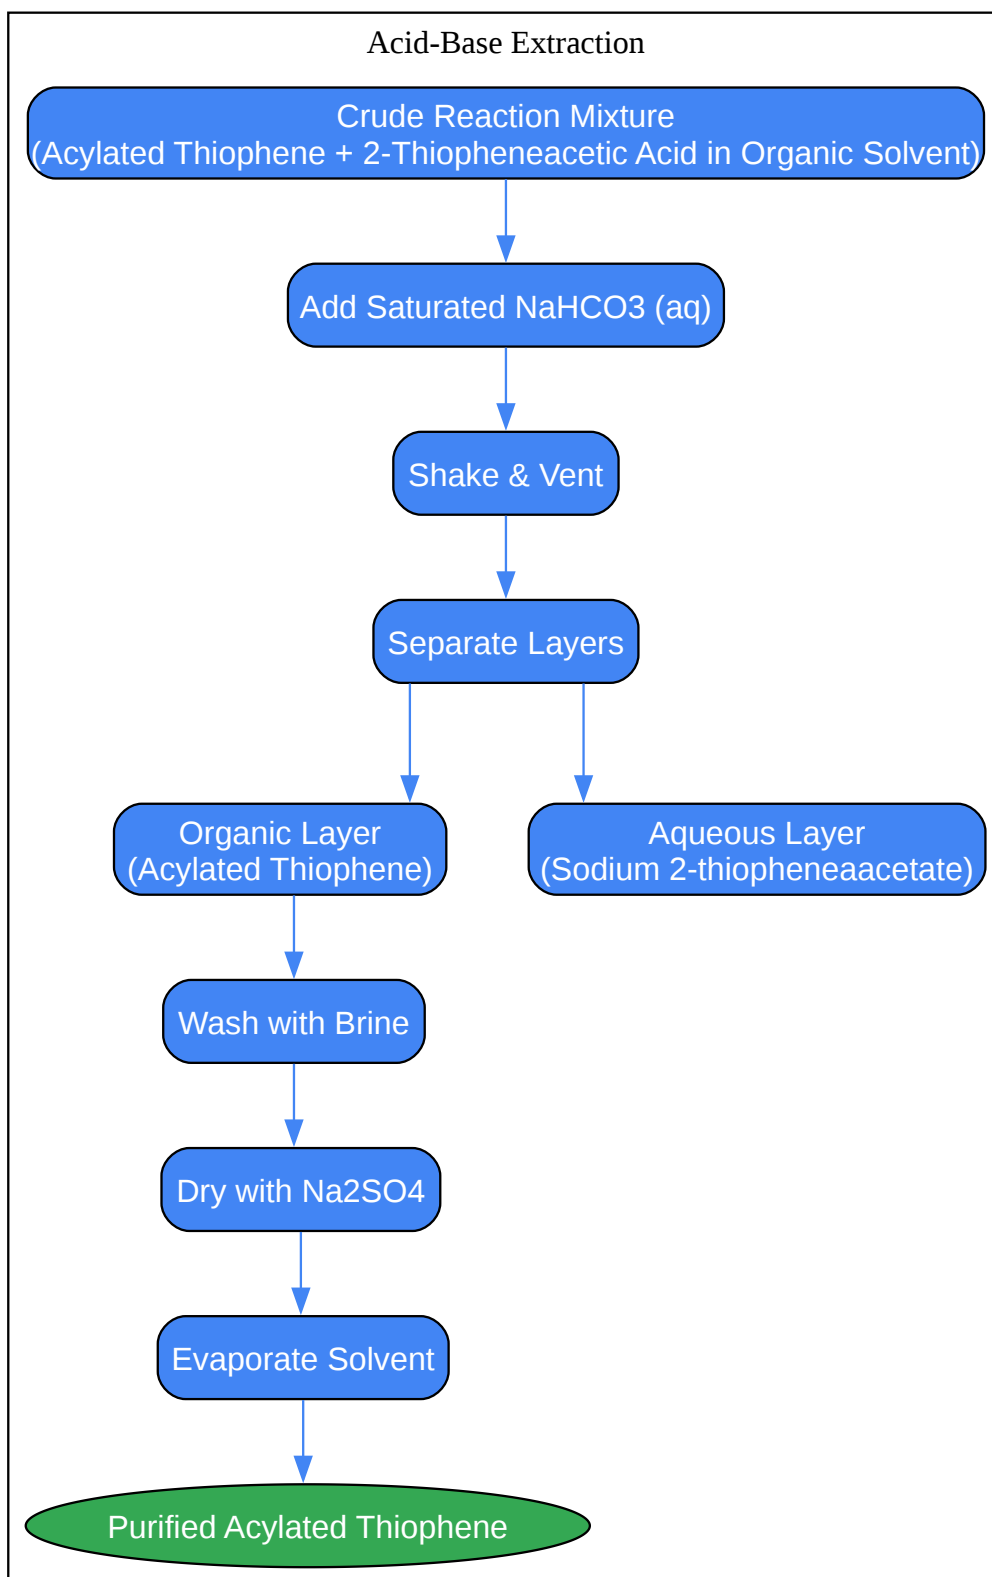 Acid-Base Extraction
Crude Reaction Mixture
(Acylated Thiophene + 2-Thiopheneacetic Acid in Organic Solvent)
Add Saturated NaHCO3 (aq)
Shake & Vent
Separate Layers
Organic Layer
(Acylated Thiophene)
Aqueous Layer
(Sodium 2-thiopheneaacetate)
Wash with Brine
Dry with Na2SO4
Evaporate Solvent
Purified Acylated Thiophene